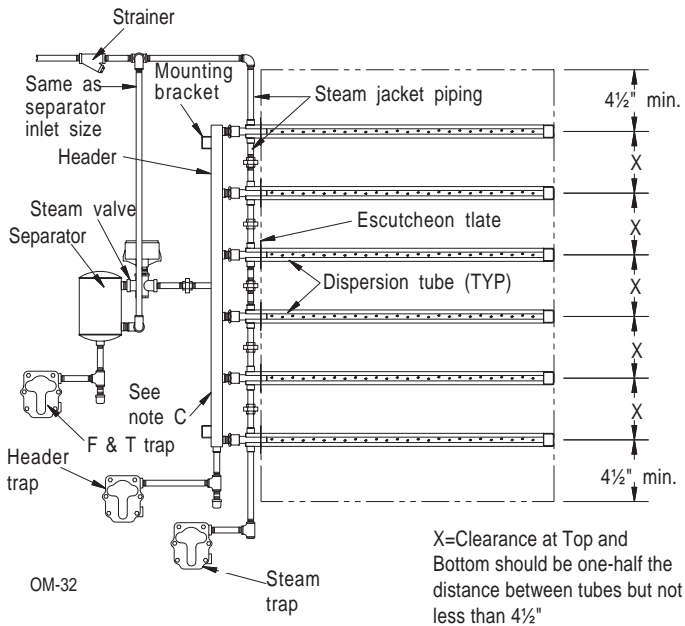 Strainer
Same as
separator
inlet size
Mounting
bracket
Steam jacket piping
4½" min.
Header
X
Steam valve
Separator
X
Escutcheon tlate
X
Dispersion tube (TYP)
X
See
note C
X
F & T trap
Header
trap
4½" min.
Steam
trap
OM-32
X=Clearance at Top and
Bottom should be one-half the
distance between tubes but not
less than 4½"